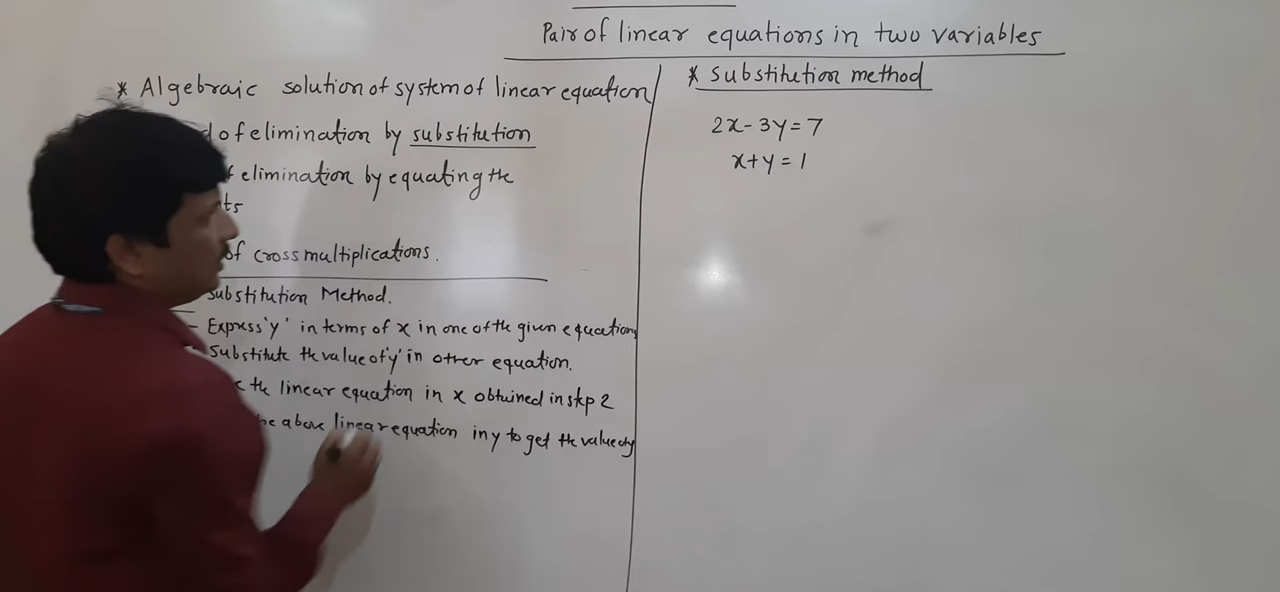 Pair of linear equations in two variables
* Algebraic solution of system of linear equation
of elimination by substitution
elimination by equating the
ts
of cross multiplications.
Substitution Method.
- Express 'y' in terms of x in one of the given equations
- Substitute the value of 'y' in other equation.
the linear equation in x obtained in step 2
above linear equation in y to get the value of y
* Substitution method
2x - 3y = 7
x + y = 1